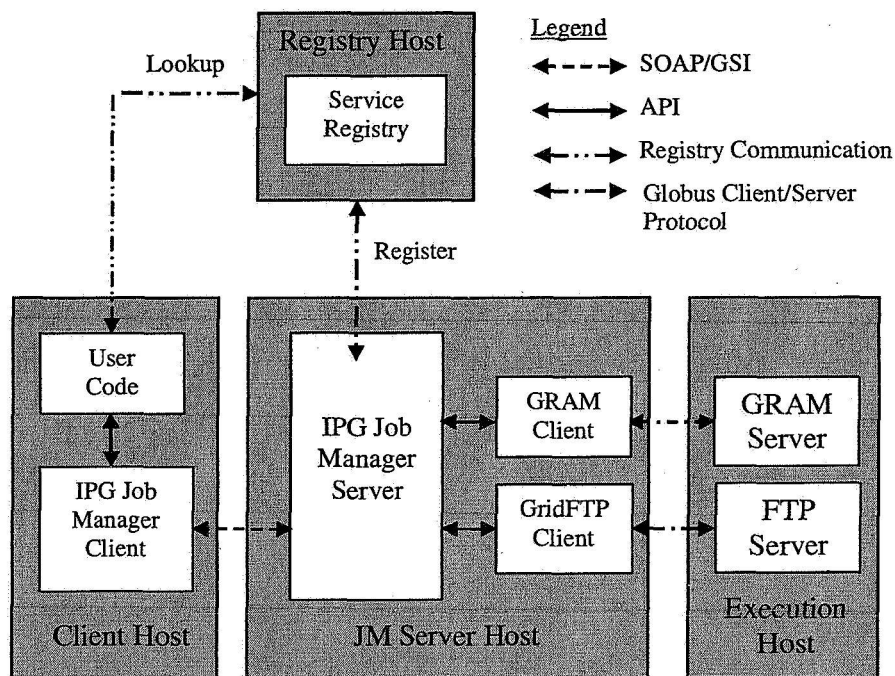 Registry Host
Service
Registry
Lookup
Register
Legend
SOAP/GSI
API
Registry Communication
Globus Client/Server
Protocol
User
Code
IPG Job
Manager
Client
Client Host
IPG Job
Manager
Server
GRAM
Client
GridFTP
Client
JM Server Host
GRAM
Server
FTP
Server
Execution
Host